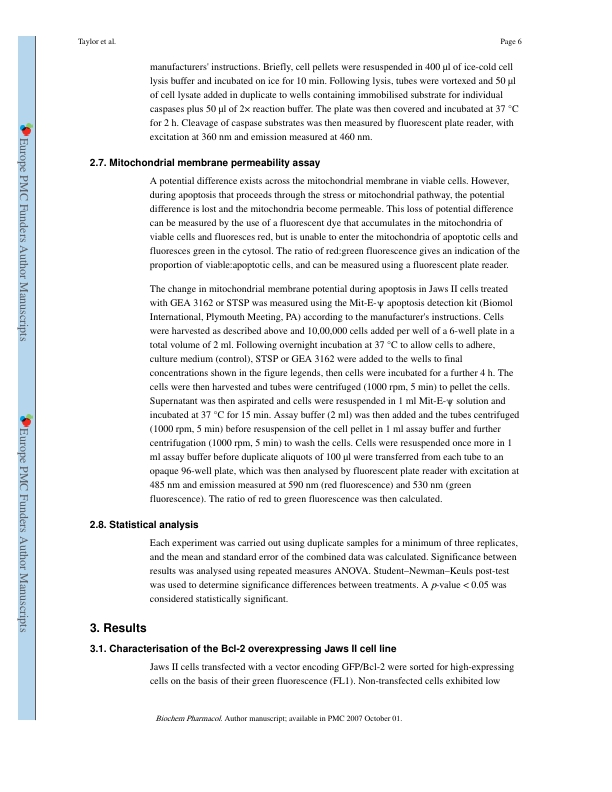 Taylor et al. Page 6
manufacturers' instructions. Briefly, cell pellets were resuspended in 400 μl of ice-cold cell
lysis buffer and incubated on ice for 10 min. Following lysis, tubes were vortexed and 50 μl
of cell lysate added in duplicate to wells containing immobilised substrate for individual
caspases plus 50 μl of 2× reaction buffer. The plate was then covered and incubated at 37 °C
for 2 h. Cleavage of caspase substrates was then measured by fluorescent plate reader, with
excitation at 360 nm and emission measured at 460 nm.
2.7. Mitochondrial membrane permeability assay
A potential difference exists across the mitochondrial membrane in viable cells. However,
during apoptosis that proceeds through the stress or mitochondrial pathway, the potential
difference is lost and the mitochondria become permeable. This loss of potential difference
can be measured by the use of a fluorescent dye that accumulates in the mitochondria of
viable cells and fluoresces red, but is unable to enter the mitochondria of apoptotic cells and
fluoresces green in the cytosol. The ratio of red:green fluorescence gives an indication of the
proportion of viable:apoptotic cells, and can be measured using a fluorescent plate reader.
The change in mitochondrial membrane potential during apoptosis in Jaws II cells treated
with GEA 3162 or STSP was measured using the Mit-E-ψ apoptosis detection kit (Biomol
International, Plymouth Meeting, PA) according to the manufacturer's instructions. Cells
were harvested as described above and 10,00,000 cells added per well of a 6-well plate in a
total volume of 2 ml. Following overnight incubation at 37 °C to allow cells to adhere,
culture medium (control), STSP or GEA 3162 were added to the wells to final
concentrations shown in the figure legends, then cells were incubated for a further 4 h. The
cells were then harvested and tubes were centrifuged (1000 rpm, 5 min) to pellet the cells.
Supernatant was then aspirated and cells were resuspended in 1 ml Mit-E-ψ solution and
incubated at 37 °C for 15 min. Assay buffer (2 ml) was then added and the tubes centrifuged
(1000 rpm, 5 min) before resuspension of the cell pellet in 1 ml assay buffer and further
centrifugation (1000 rpm, 5 min) to wash the cells. Cells were resuspended once more in 1
ml assay buffer before duplicate aliquots of 100 μl were transferred from each tube to an
opaque 96-well plate, which was then analysed by fluorescent plate reader with excitation at
485 nm and emission measured at 590 nm (red fluorescence) and 530 nm (green
fluorescence). The ratio of red to green fluorescence was then calculated.
2.8. Statistical analysis
Each experiment was carried out using duplicate samples for a minimum of three replicates,
and the mean and standard error of the combined data was calculated. Significance between
results was analysed using repeated measures ANOVA. Student–Newman–Keuls post-test
was used to determine significance differences between treatments. A p-value < 0.05 was
considered statistically significant.
3. Results
3.1. Characterisation of the Bcl-2 overexpressing Jaws II cell line
Jaws II cells transfected with a vector encoding GFP/Bcl-2 were sorted for high-expressing
cells on the basis of their green fluorescence (FL1). Non-transfected cells exhibited low
Biochem Pharmacol. Author manuscript; available in PMC 2007 October 01.
Europe PMC Funders Author Manuscripts
Europe PMC Funders Author Manuscripts